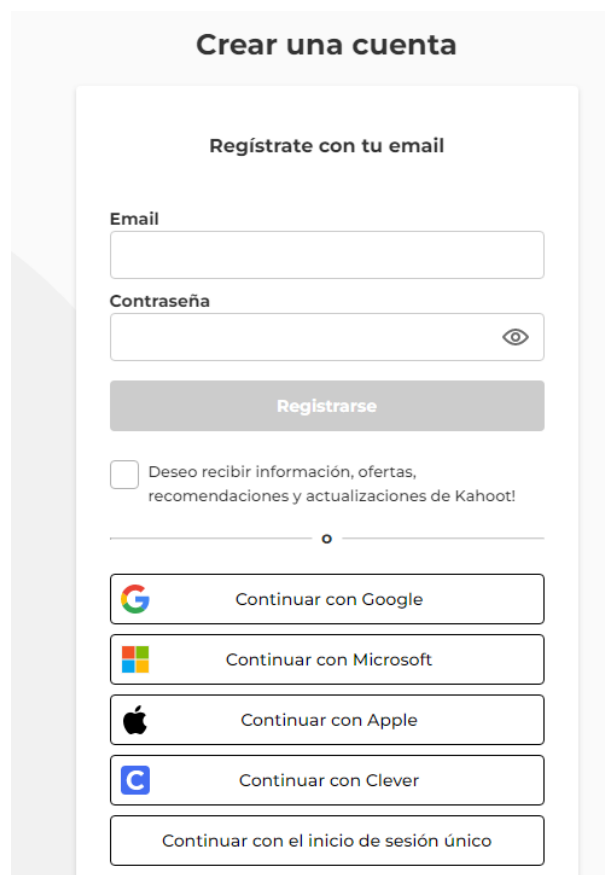 Crear una cuenta
Regístrate con tu email
Email
Contraseña
Registrarse
Deseo recibir información, ofertas,
recomendaciones y actualizaciones de Kahoot!
o
Continuar con Google
Continuar con Microsoft
Continuar con Apple
Continuar con Clever
Continuar con el inicio de sesión único